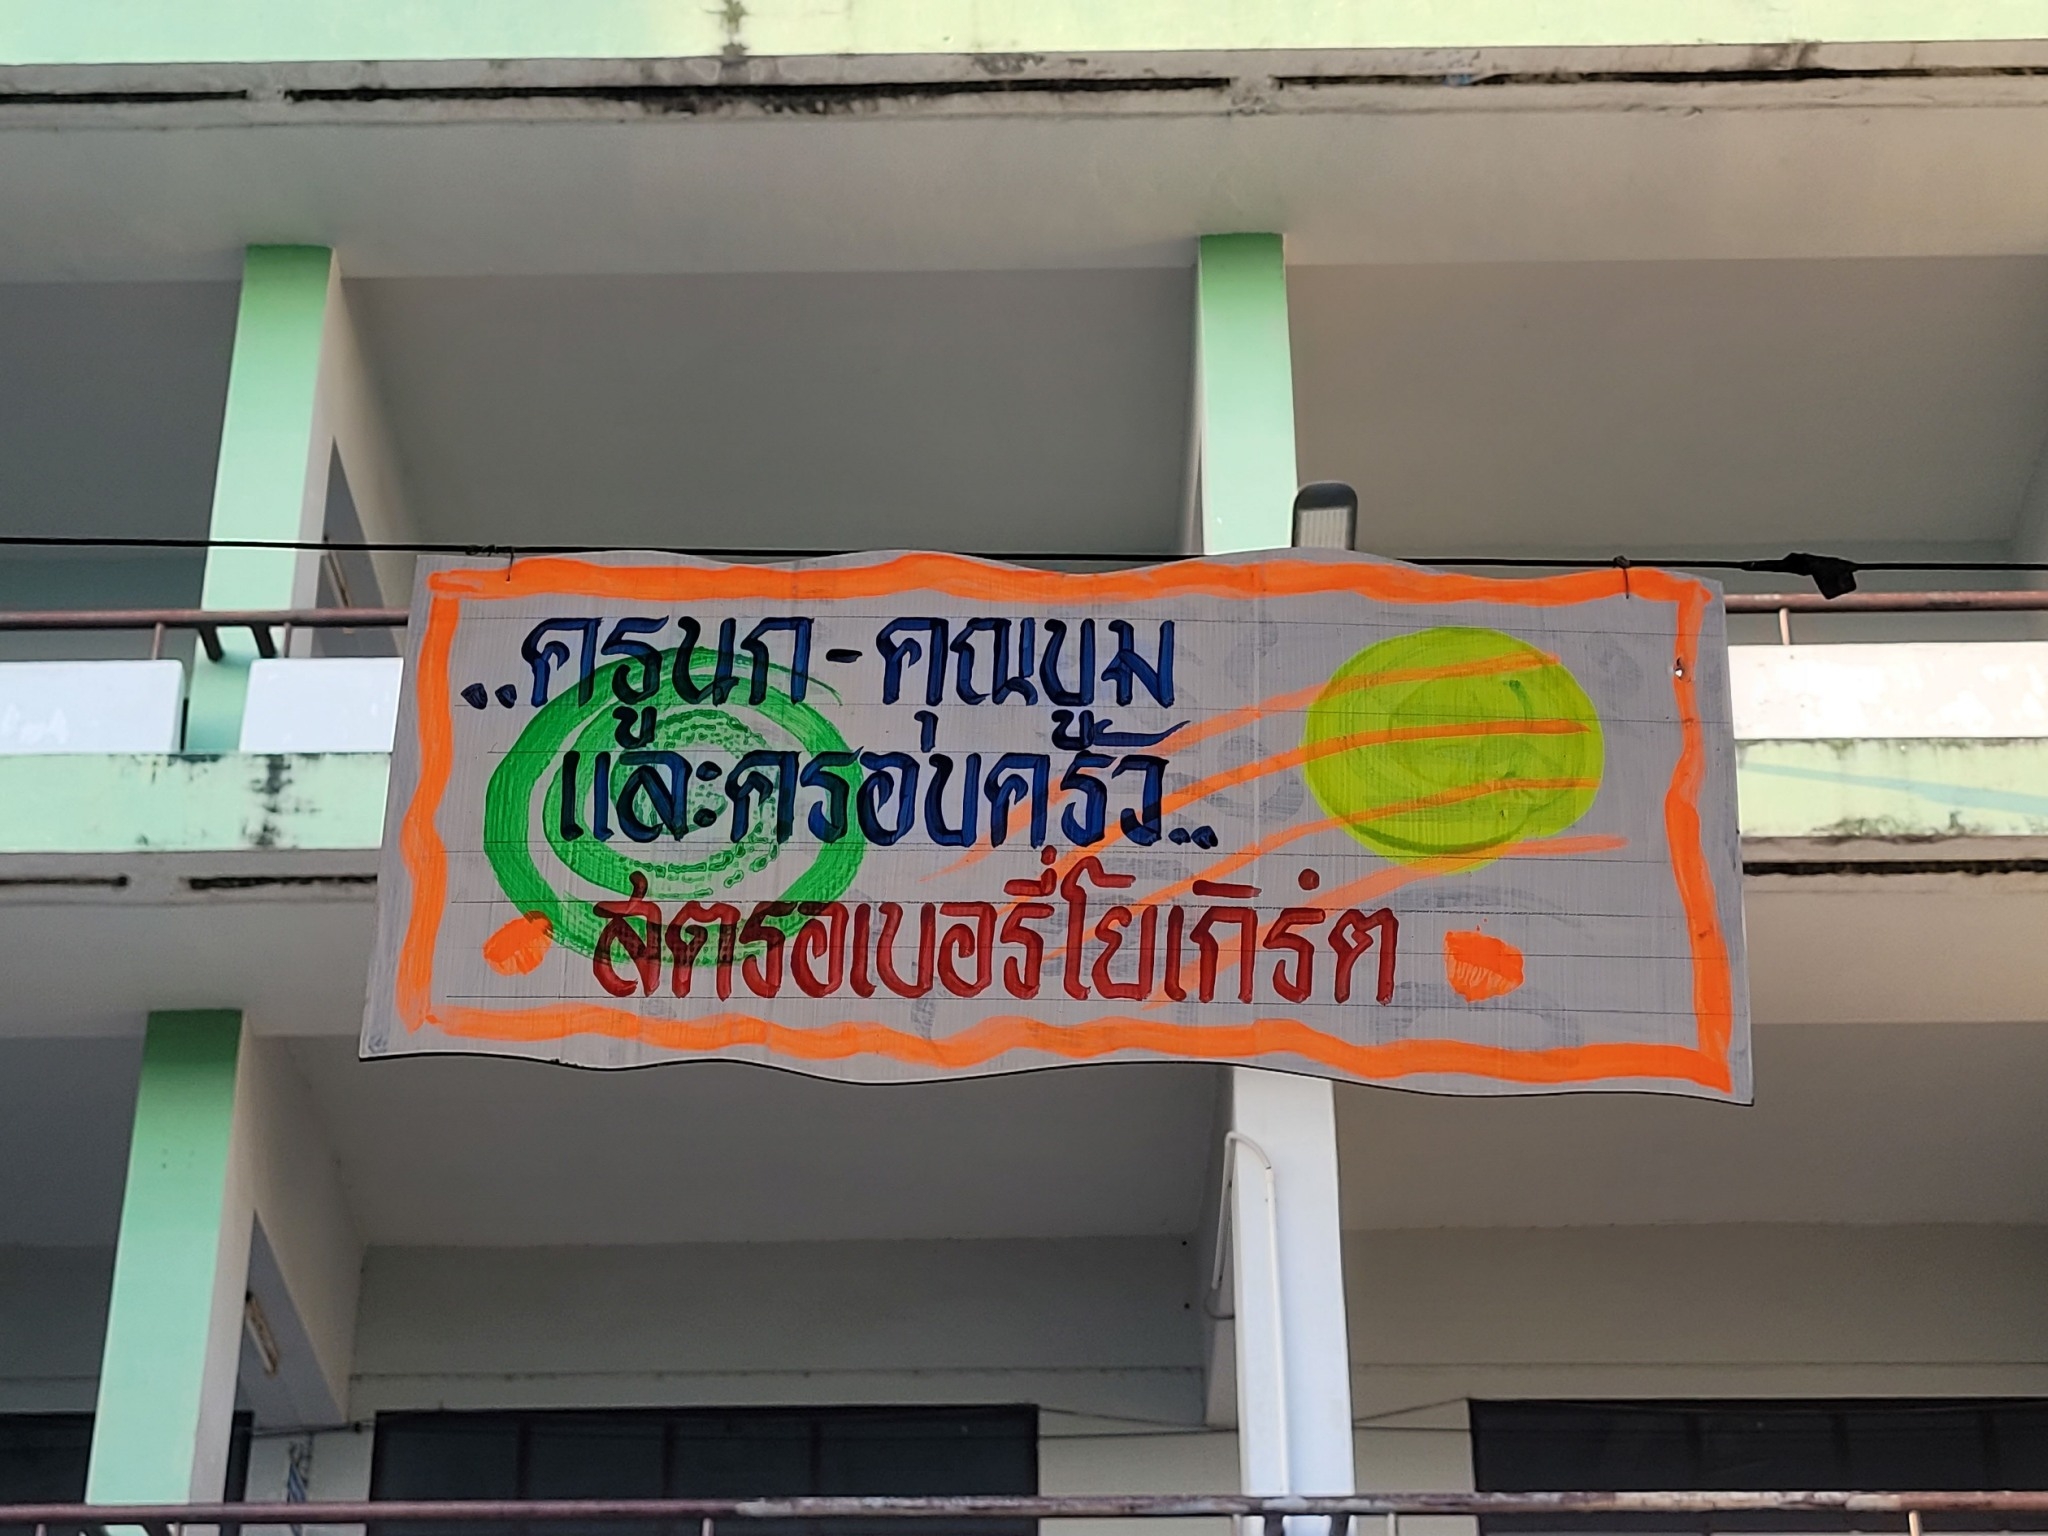 ..ครูนก-คุณขูม
และครอบครัว..
สตรอเบอรี่โยเกิร์ต